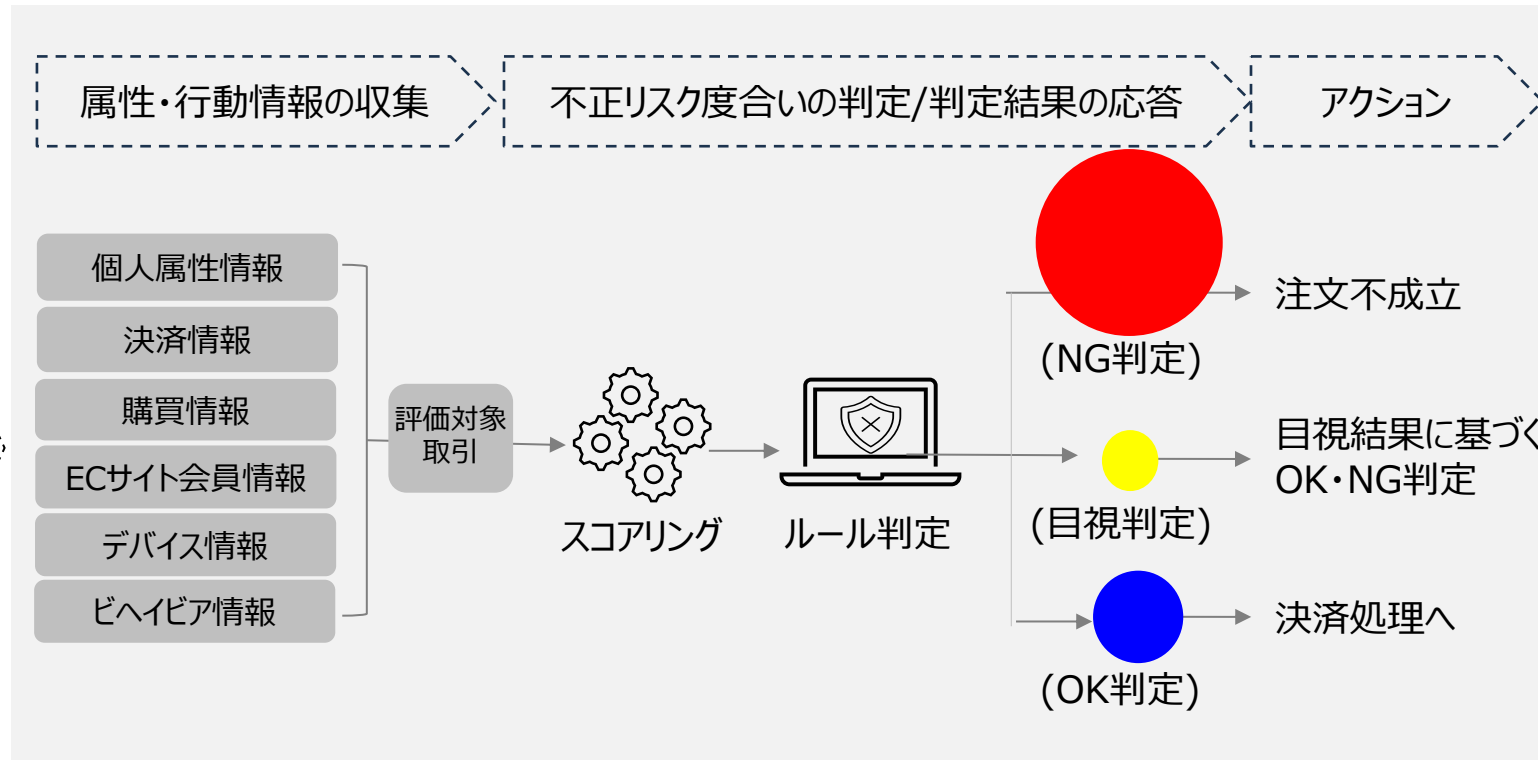 属性・行動情報の収集
不正リスク度合いの判定/判定結果の応答
アクション
個人属性情報
決済情報
購買情報
ECサイト会員情報
デバイス情報
ビヘイビア情報
評価対象
取引
スコアリング
ルール判定
(NG判定)
注文不成立
(目視判定)
目視結果に基づく
OK・NG判定
(OK判定)
決済処理へ